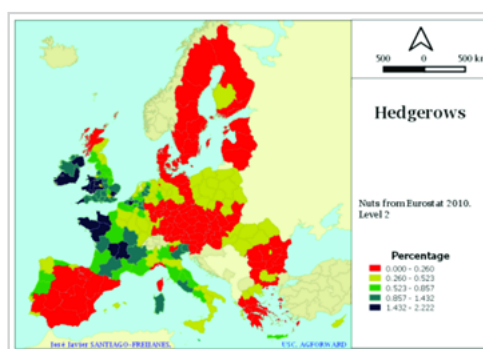 500 0 500 km
Hedgerows
Nuts from Eurostat 2010.
Level 2
Percentage
0.000 - 0.260
0.260 - 0.523
0.523 - 0.857
0.857 - 1.432
1.432 - 2.222
José Javier SANTIAGO-FREIJANES.
USC, AGFORWARD